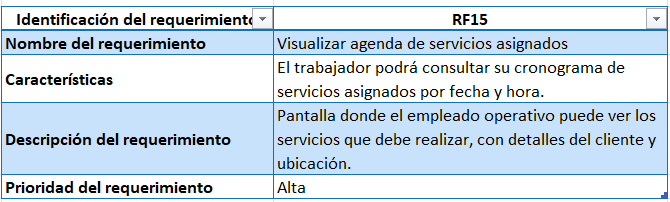 Identificación del requerimiento RF15
Nombre del requerimiento Visualizar agenda de servicios asignados
Características El trabajador podrá consultar su cronograma de
servicios asignados por fecha y hora.
Descripción del requerimiento Pantalla donde el empleado operativo puede ver los
servicios que debe realizar, con detalles del cliente y
ubicación.
Prioridad del requerimiento Alta